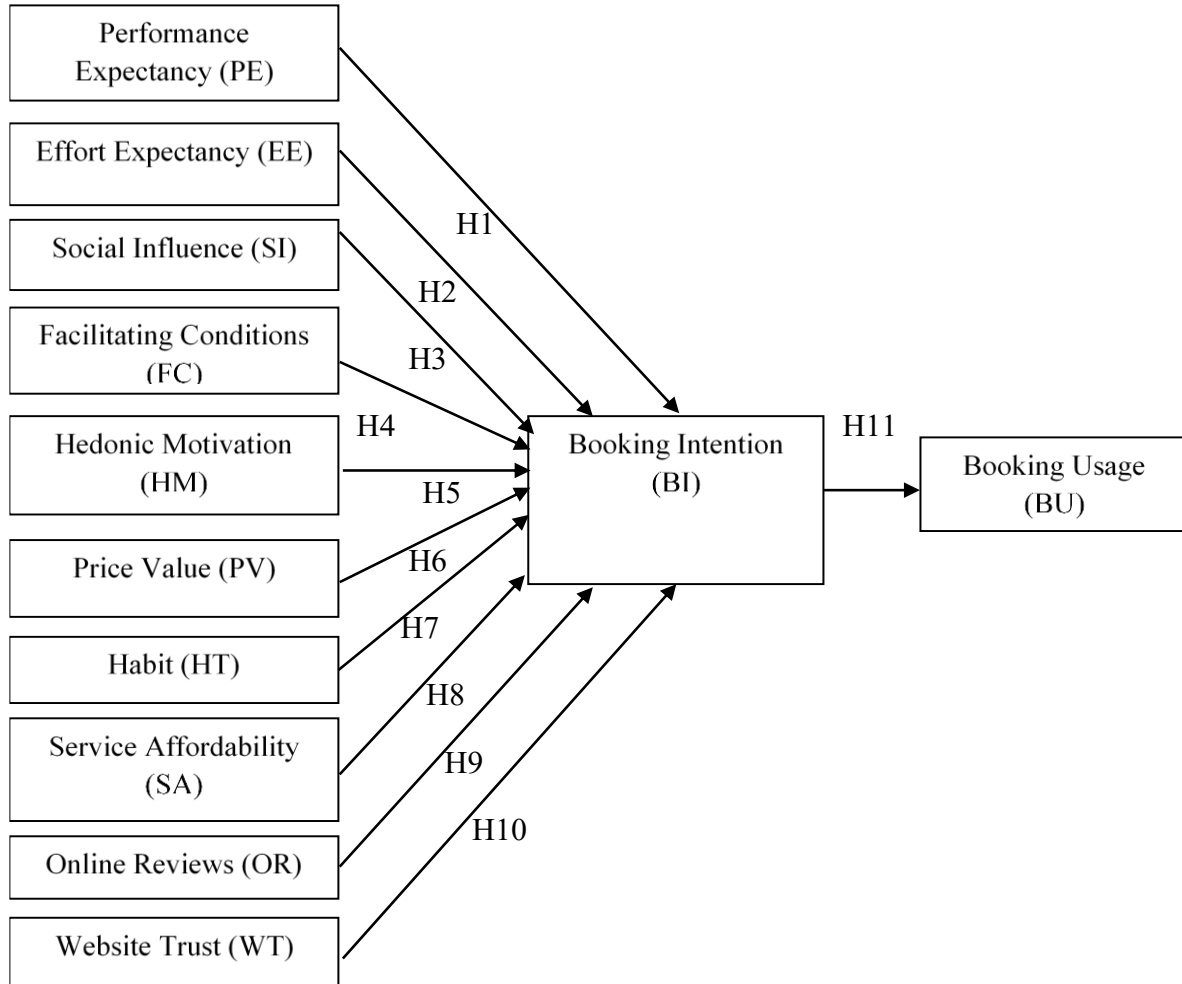 Performance
Expectancy (PE)
Effort Expectancy (EE)
Social Influence (SI)
Facilitating Conditions
(FC)
Hedonic Motivation
(HM)
Price Value (PV)
Habit (HT)
Service Affordability
(SA)
Online Reviews (OR)
Website Trust (WT)
H1
H2
H3
H4
H5
H6
H7
H8
H9
H10
Booking Intention
(BI)
H11
Booking Usage
(BU)